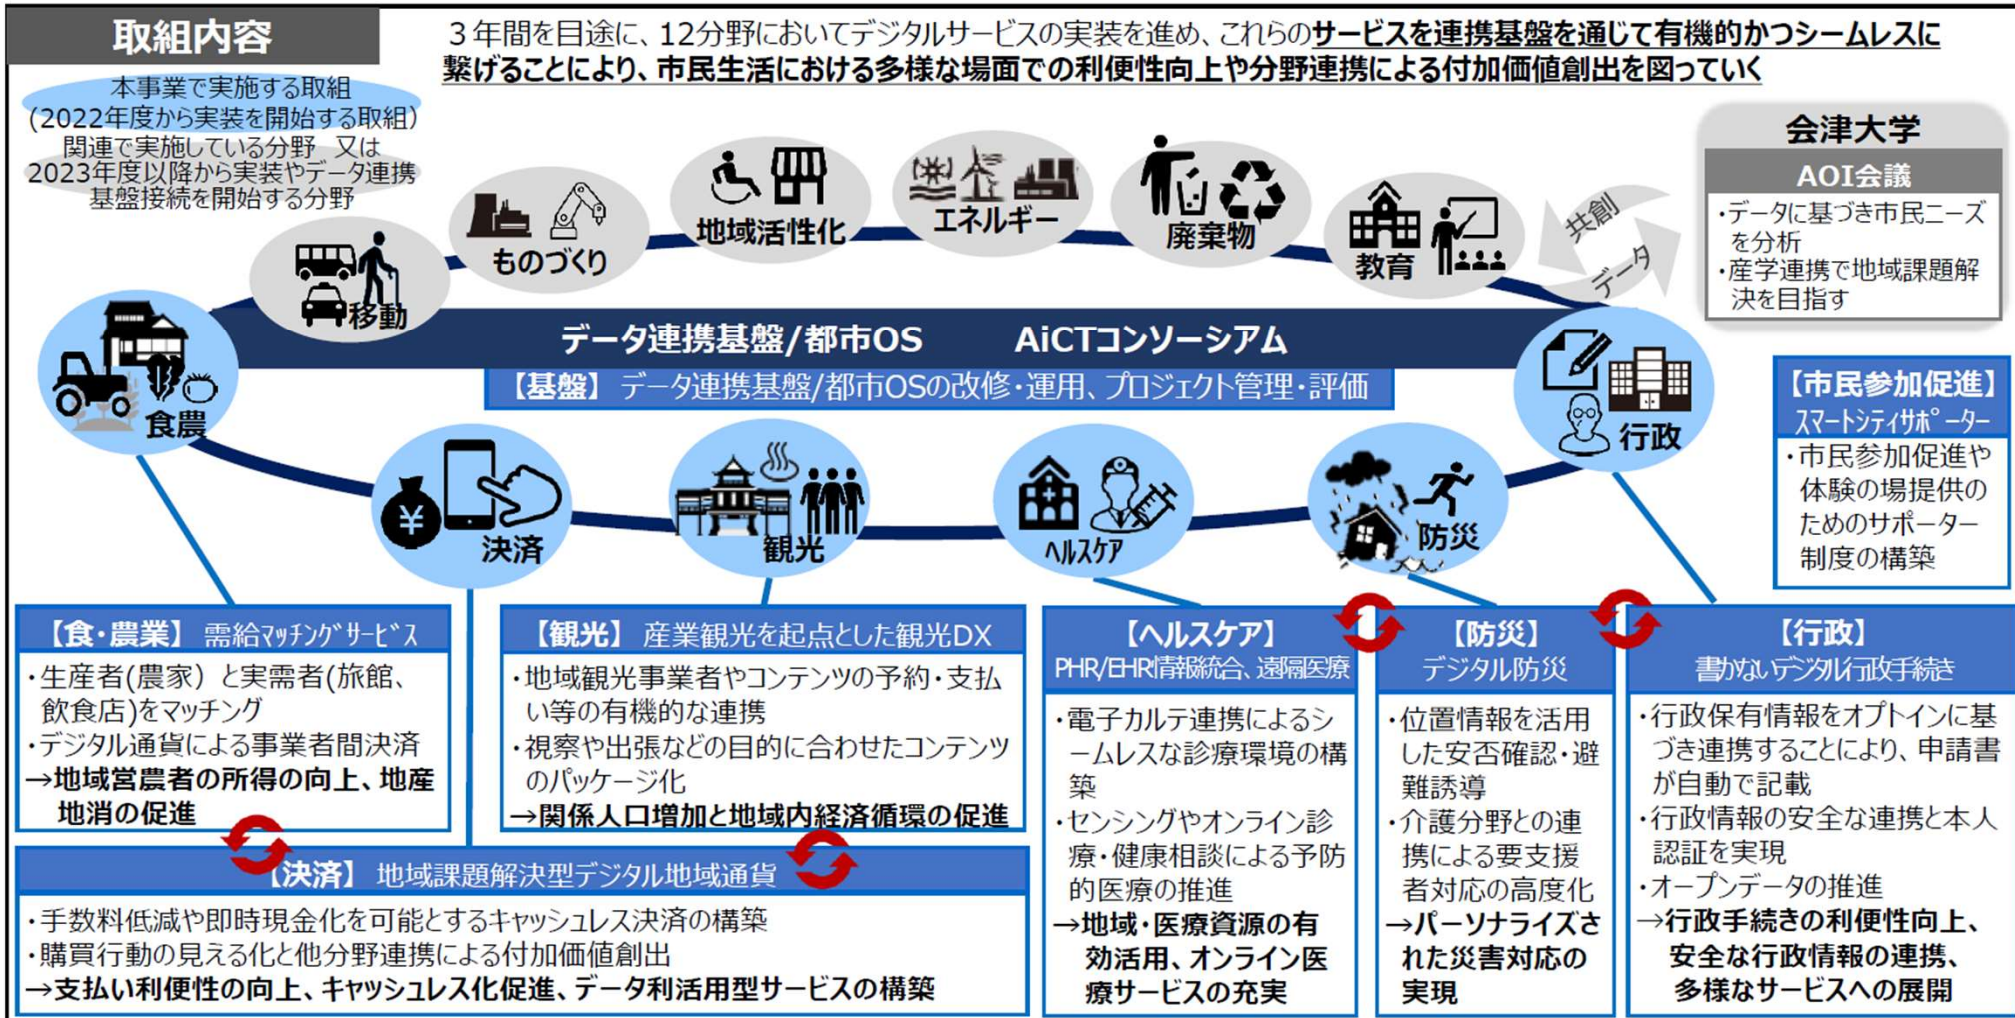 取組内容
3年間を目途に、12分野においてデジタルサービスの実装を進め、これらのサービスを連携基盤を通じて有機的かつシームレスに
繋げることにより、市民生活における多様な場面での利便性向上や分野連携による付加価値創出を図っていく
本事業で実施する取組
(2022年度から実装を開始する取組)
関連で実施している分野 又は
2023年度以降から実装やデータ連携
基盤接続を開始する分野
会津大学
AOI会議
・データに基づき市民ニーズ
を分析
・産学連携で地域課題解
決を目指す
共創
データ
移動
ものづくり
地域活性化
エネルギー
廃棄物
教育
データ連携基盤/都市OS AiCTコンソーシアム
【基盤】データ連携基盤/都市OSの改修・運用、プロジェクト管理・評価
食農
¥
決済
観光
ヘルスケア
防災
行政
【市民参加促進】
スマートシティサポーター
・市民参加促進や
体験の場提供の
ためのサポーター
制度の構築
【食・農業】需給マッチングサービス
・生産者(農家）と実需者(旅館、
飲食店)をマッチング
・デジタル通貨による事業者間決済
→地域営農者の所得の向上、地産
地消の促進
【観光】産業観光を起点とした観光DX
・地域観光事業者やコンテンツの予約・支払
い等の有機的な連携
・視察や出張などの目的に合わせたコンテンツ
のパッケージ化
→関係人口増加と地域内経済循環の促進
【決済】地域課題解決型デジタル地域通貨
・手数料低減や即時現金化を可能とするキャッシュレス決済の構築
・購買行動の見える化と他分野連携による付加価値創出
→支払い利便性の向上、キャッシュレス化促進、データ利活用型サービスの構築
【ヘルスケア】
PHR/EHR情報統合、遠隔医療
・電子カルテ連携によるシ
ームレスな診療環境の構
築
・センシングやオンライン診
療・健康相談による予防
的医療の推進
→地域・医療資源の有
効活用、オンライン医
療サービスの充実
【防災】
デジタル防災
・位置情報を活用
した安否確認・避
難誘導
・介護分野との連
携による要支援
者対応の高度化
→パーソナライズさ
れた災害対応の
実現
【行政】
書かないデジタル行政手続き
・行政保有情報をオプトインに基
づき連携することにより、申請書
が自動で記載
・行政情報の安全な連携と本人
認証を実現
・オープンデータの推進
→行政手続きの利便性向上、
安全な行政情報の連携、
多様なサービスへの展開